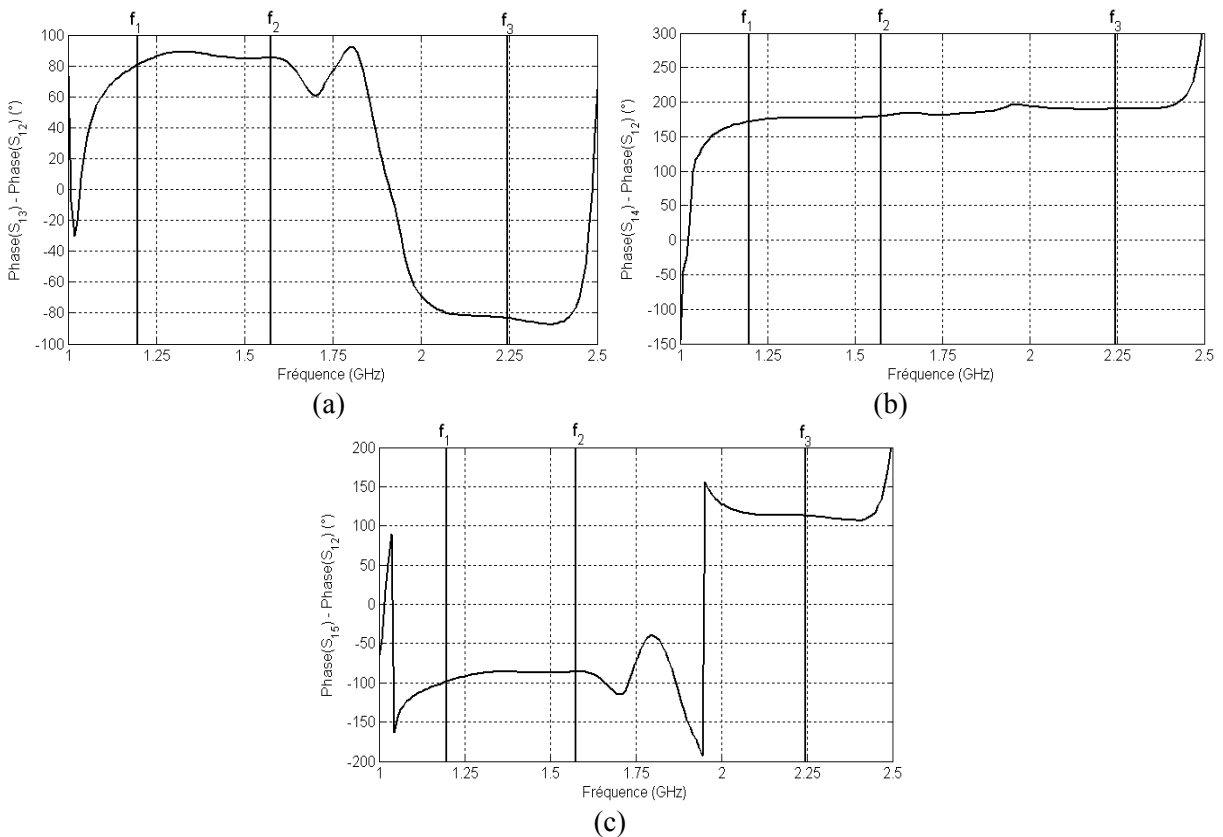 f1 f2 f3
Phase(S13) - Phase(S12) (°)
100
80
60
40
20
0
-20
-40
-60
-80
-100
1 1.25 1.5 1.75 2 2.25 2.5
Fréquence (GHz)
(a)
f1 f2 f3
Phase(S14) - Phase(S12) (°)
300
250
200
150
100
50
0
-50
-100
-150
1 1.25 1.5 1.75 2 2.25 2.5
Fréquence (GHz)
(b)
f1 f2 f3
Phase(S15) - Phase(S12) (°)
200
150
100
50
0
-50
-100
-150
-200
1 1.25 1.5 1.75 2 2.25 2.5
Fréquence (GHz)
(c)